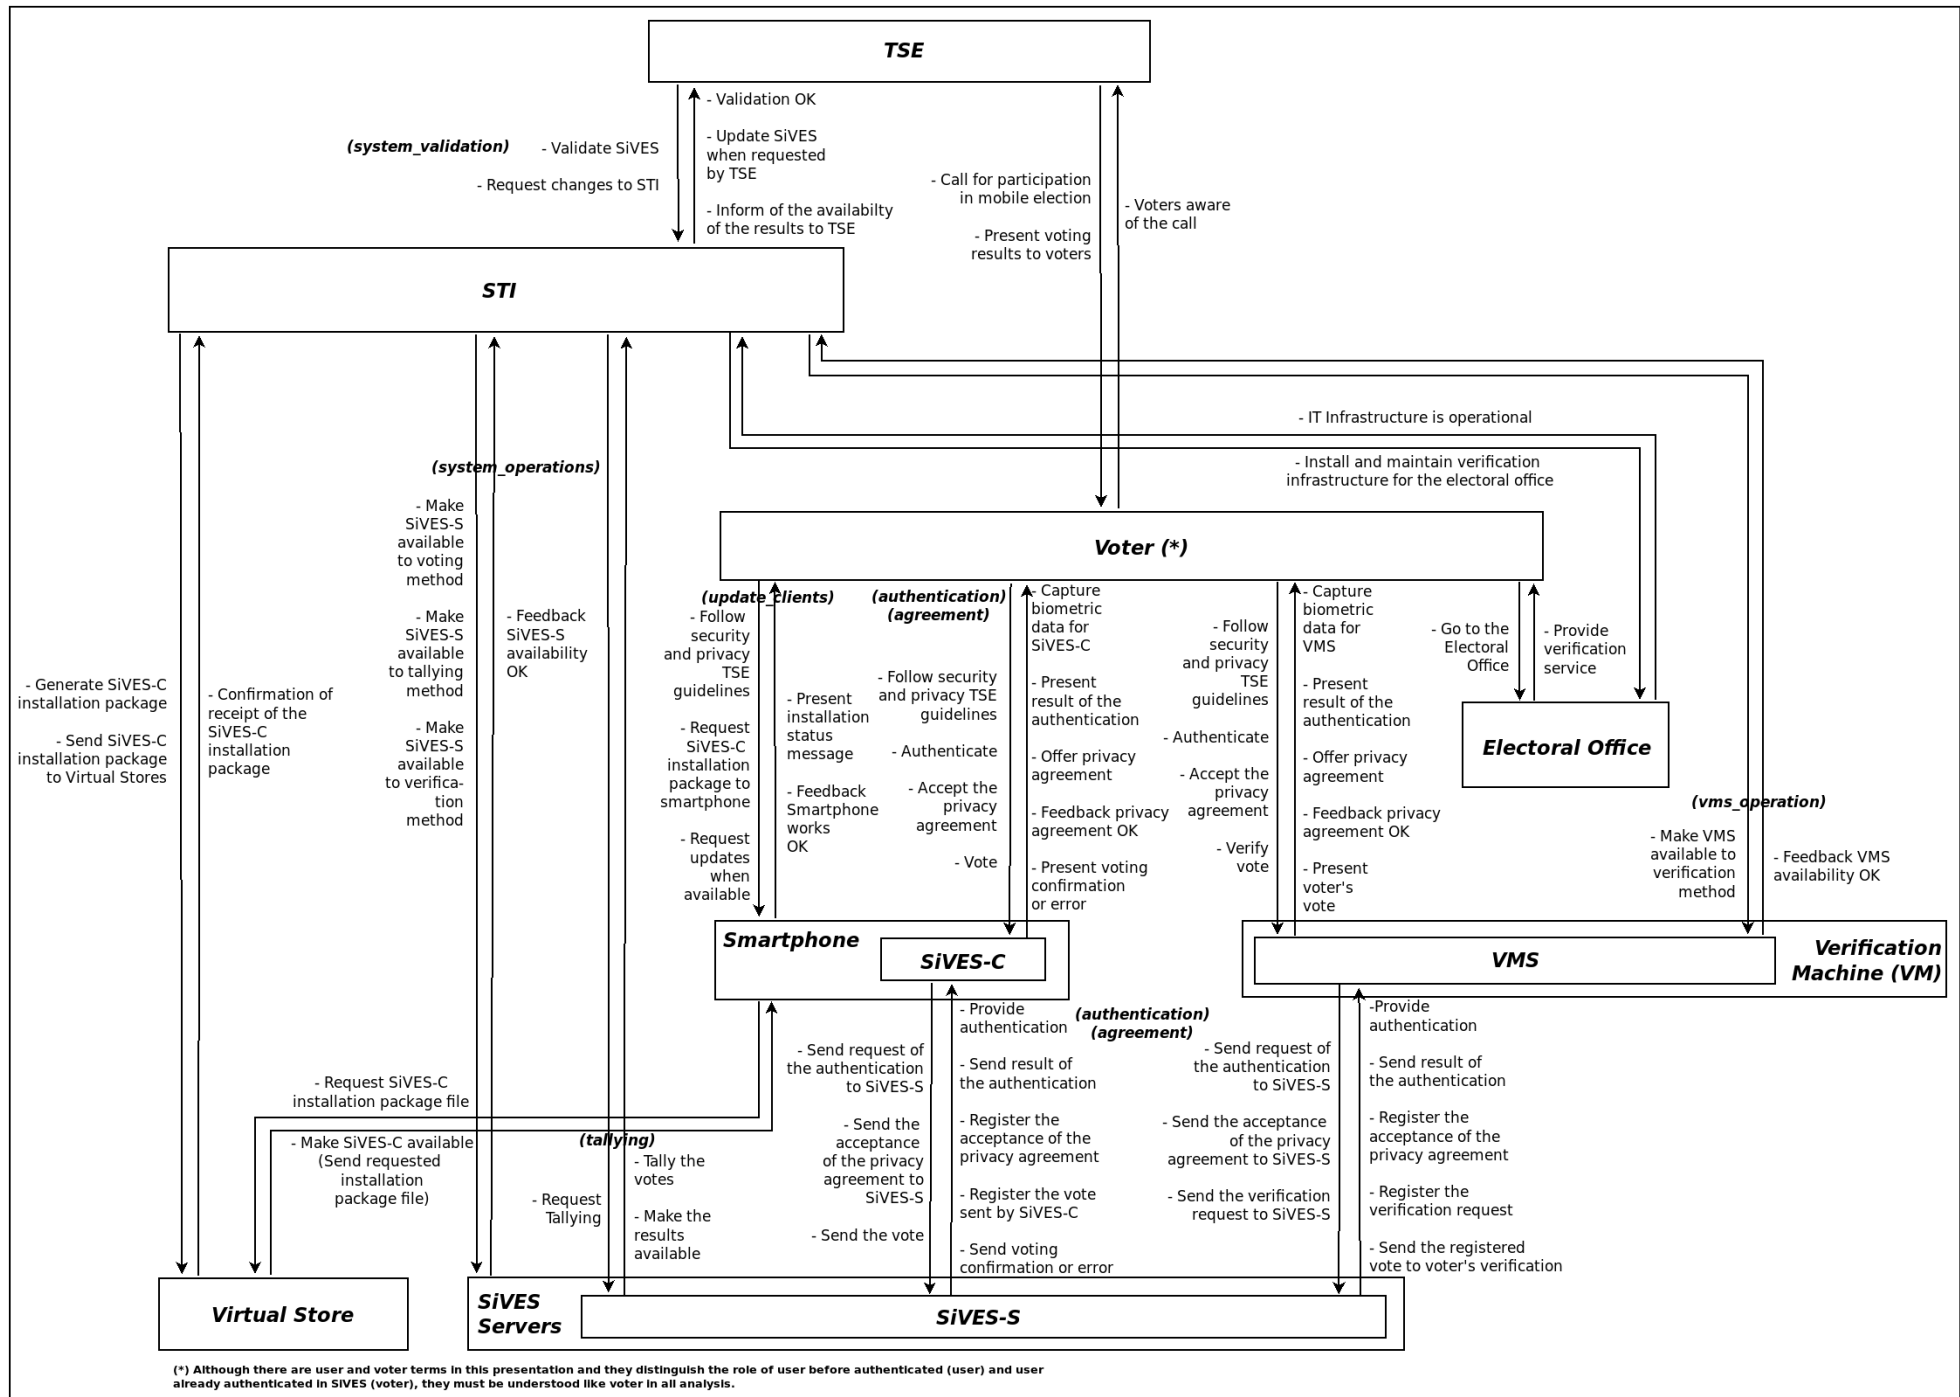 TSE
- Validation OK
(system_validation)
- Validate SiVES
- Request changes to STI
- Update SiVES
when requested
by TSE
- Inform of the availabilty
of the results to TSE
- Call for participation
in mobile election
- Present voting
results to voters
- Voters aware
of the call
STI
- IT Infrastructure is operational
- Install and maintain verification
infrastructure for the electoral office
(system_operations)
- Make
SiVES-S
available
to voting
method
- Make
SiVES-S
available
to tallying
method
- Make
SiVES-S
available
to verifica-
tion
method
- Feedback
SiVES-S
availability
OK
- Generate SiVES-C
installation package
- Send SiVES-C
installation package
to Virtual Stores
- Confirmation of
receipt of the
SiVES-C
installation
package
Voter (*)
(update_clients)
- Follow
security
and privacy
TSE
guidelines
- Request
SiVES-C
installation
package to
smartphone
- Request
updates
when
available
- Present
installation
status
message
- Feedback
Smartphone
works
OK
(authentication)
(agreement)
- Follow security
and privacy TSE
guidelines
- Authenticate
- Accept the
privacy
agreement
- Vote
- Capture
biometric
data for
SiVES-C
- Present
result of the
authentication
- Offer privacy
agreement
- Feedback privacy
agreement OK
- Present voting
confirmation
or error
- Follow
security
and privacy
TSE
guidelines
- Authenticate
- Accept the
privacy
agreement
- Verify
vote
- Capture
biometric
data for
VMS
- Present
result of the
authentication
- Offer privacy
agreement
- Feedback privacy
agreement OK
- Present
voter's
vote
- Go to the
Electoral
Office
- Provide
verification
service
Electoral Office
(vms_operation)
- Make VMS
available to
verification
method
- Feedback VMS
availability OK
Smartphone
SiVES-C
VMS
Verification
Machine (VM)
- Request SiVES-C
installation package file
- Make SiVES-C available
(Send requested
installation
package file)
(tallying)
- Request
Tallying
- Tally the
votes
- Make the
results
available
- Send request of
the authentication
to SiVES-S
- Send the
acceptance
of the privacy
agreement to
SiVES-S
- Send the vote
- Provide
authentication
- Send result of
the authentication
- Register the
acceptance of the
privacy agreement
- Register the vote
sent by SiVES-C
- Send voting
confirmation or error
(authentication)
(agreement)
- Send request of
the authentication
to SiVES-S
- Send the acceptance
of the privacy
agreement to SiVES-S
- Send the verification
request to SiVES-S
-Provide
authentication
- Send result of
the authentication
- Register the
acceptance of the
privacy agreement
- Register the
verification request
- Send the registered
vote to voter's verification
Virtual Store
SiVES
Servers
SiVES-S
(*) Although there are user and voter terms in this presentation and they distinguish the role of user before authenticated (user) and user
already authenticated in SiVES (voter), they must be understood like voter in all analysis.